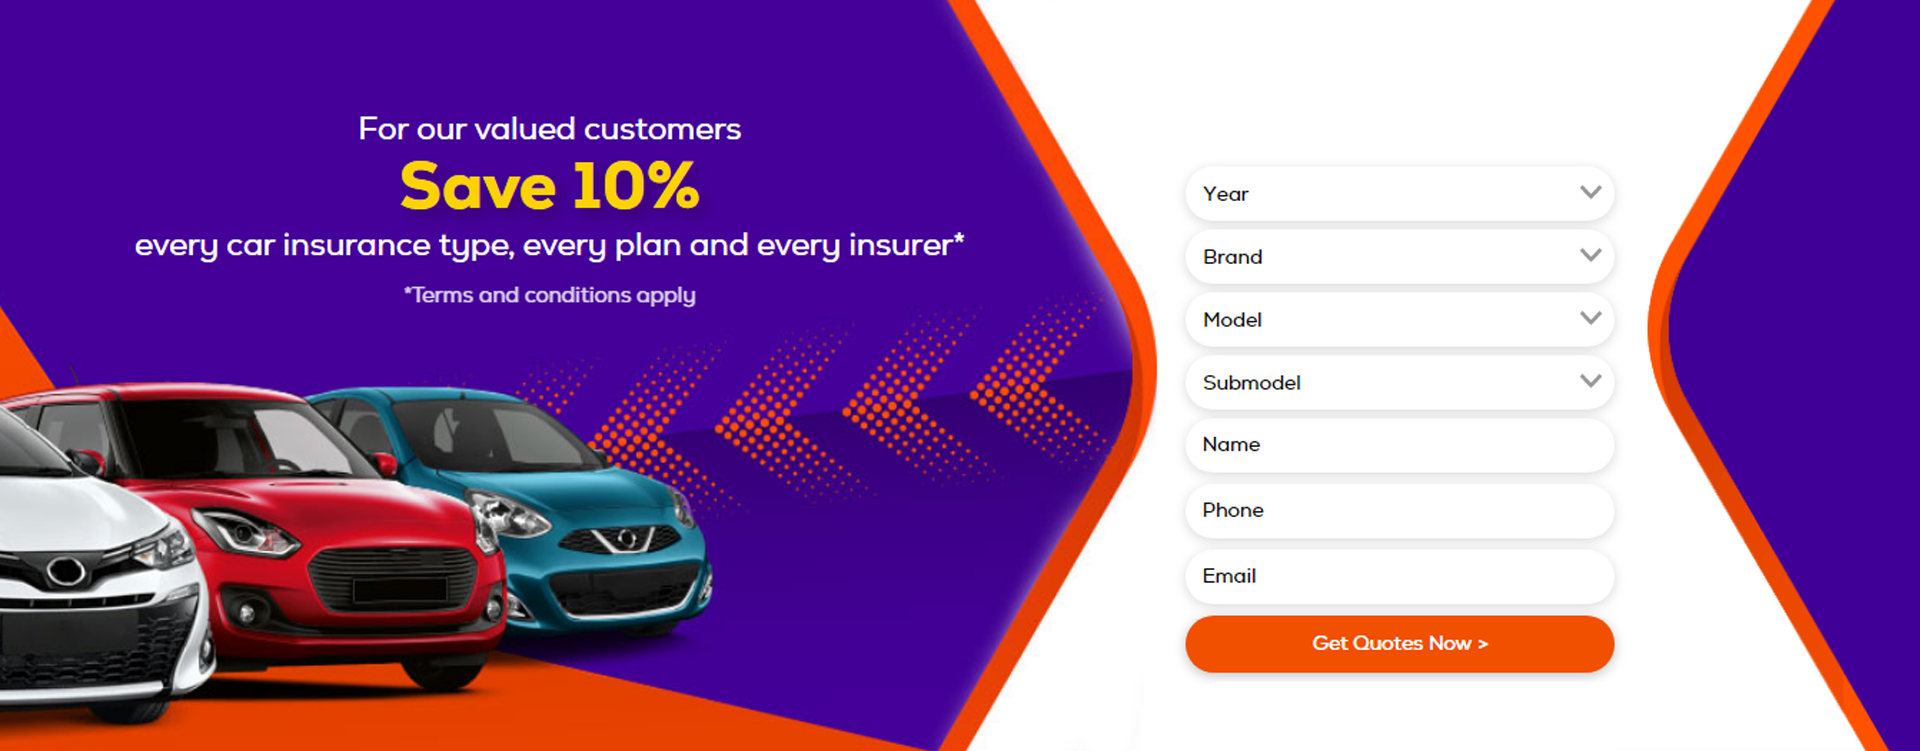 For our valued customers
Save 10%
every car insurance type, every plan and every insurer*
*Terms and conditions apply
Year
Brand
Model
Submodel
Name
Phone
Email
Get Quotes Now >